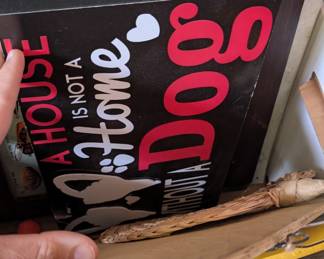 A HOUSE
IS NOT A
Home
WITHOUT A
Dog